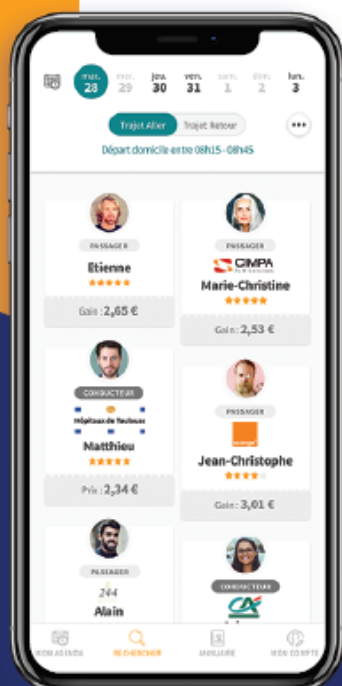 mar. mer. jeu. ven. sam. dim. lun.
28 29 30 31 1 2 3
Trajet Aller Trajet Retour
Départ domicile entre 08h15 - 08h45
PASSAGER
Etienne
Gain : 2,65 €
PASSAGER
CIMPA
Marie-Christine
Gain : 2,53 €
CONDUCTEUR
Hôpitaux de Toulouse
Matthieu
Prix : 2,34 €
PASSAGER
orange
Jean-Christophe
Gain : 3,01 €
PASSAGER
244
Alain
CONDUCTEUR
MON AGENDA RECHERCHER ANNUAIRE MON COMPTE